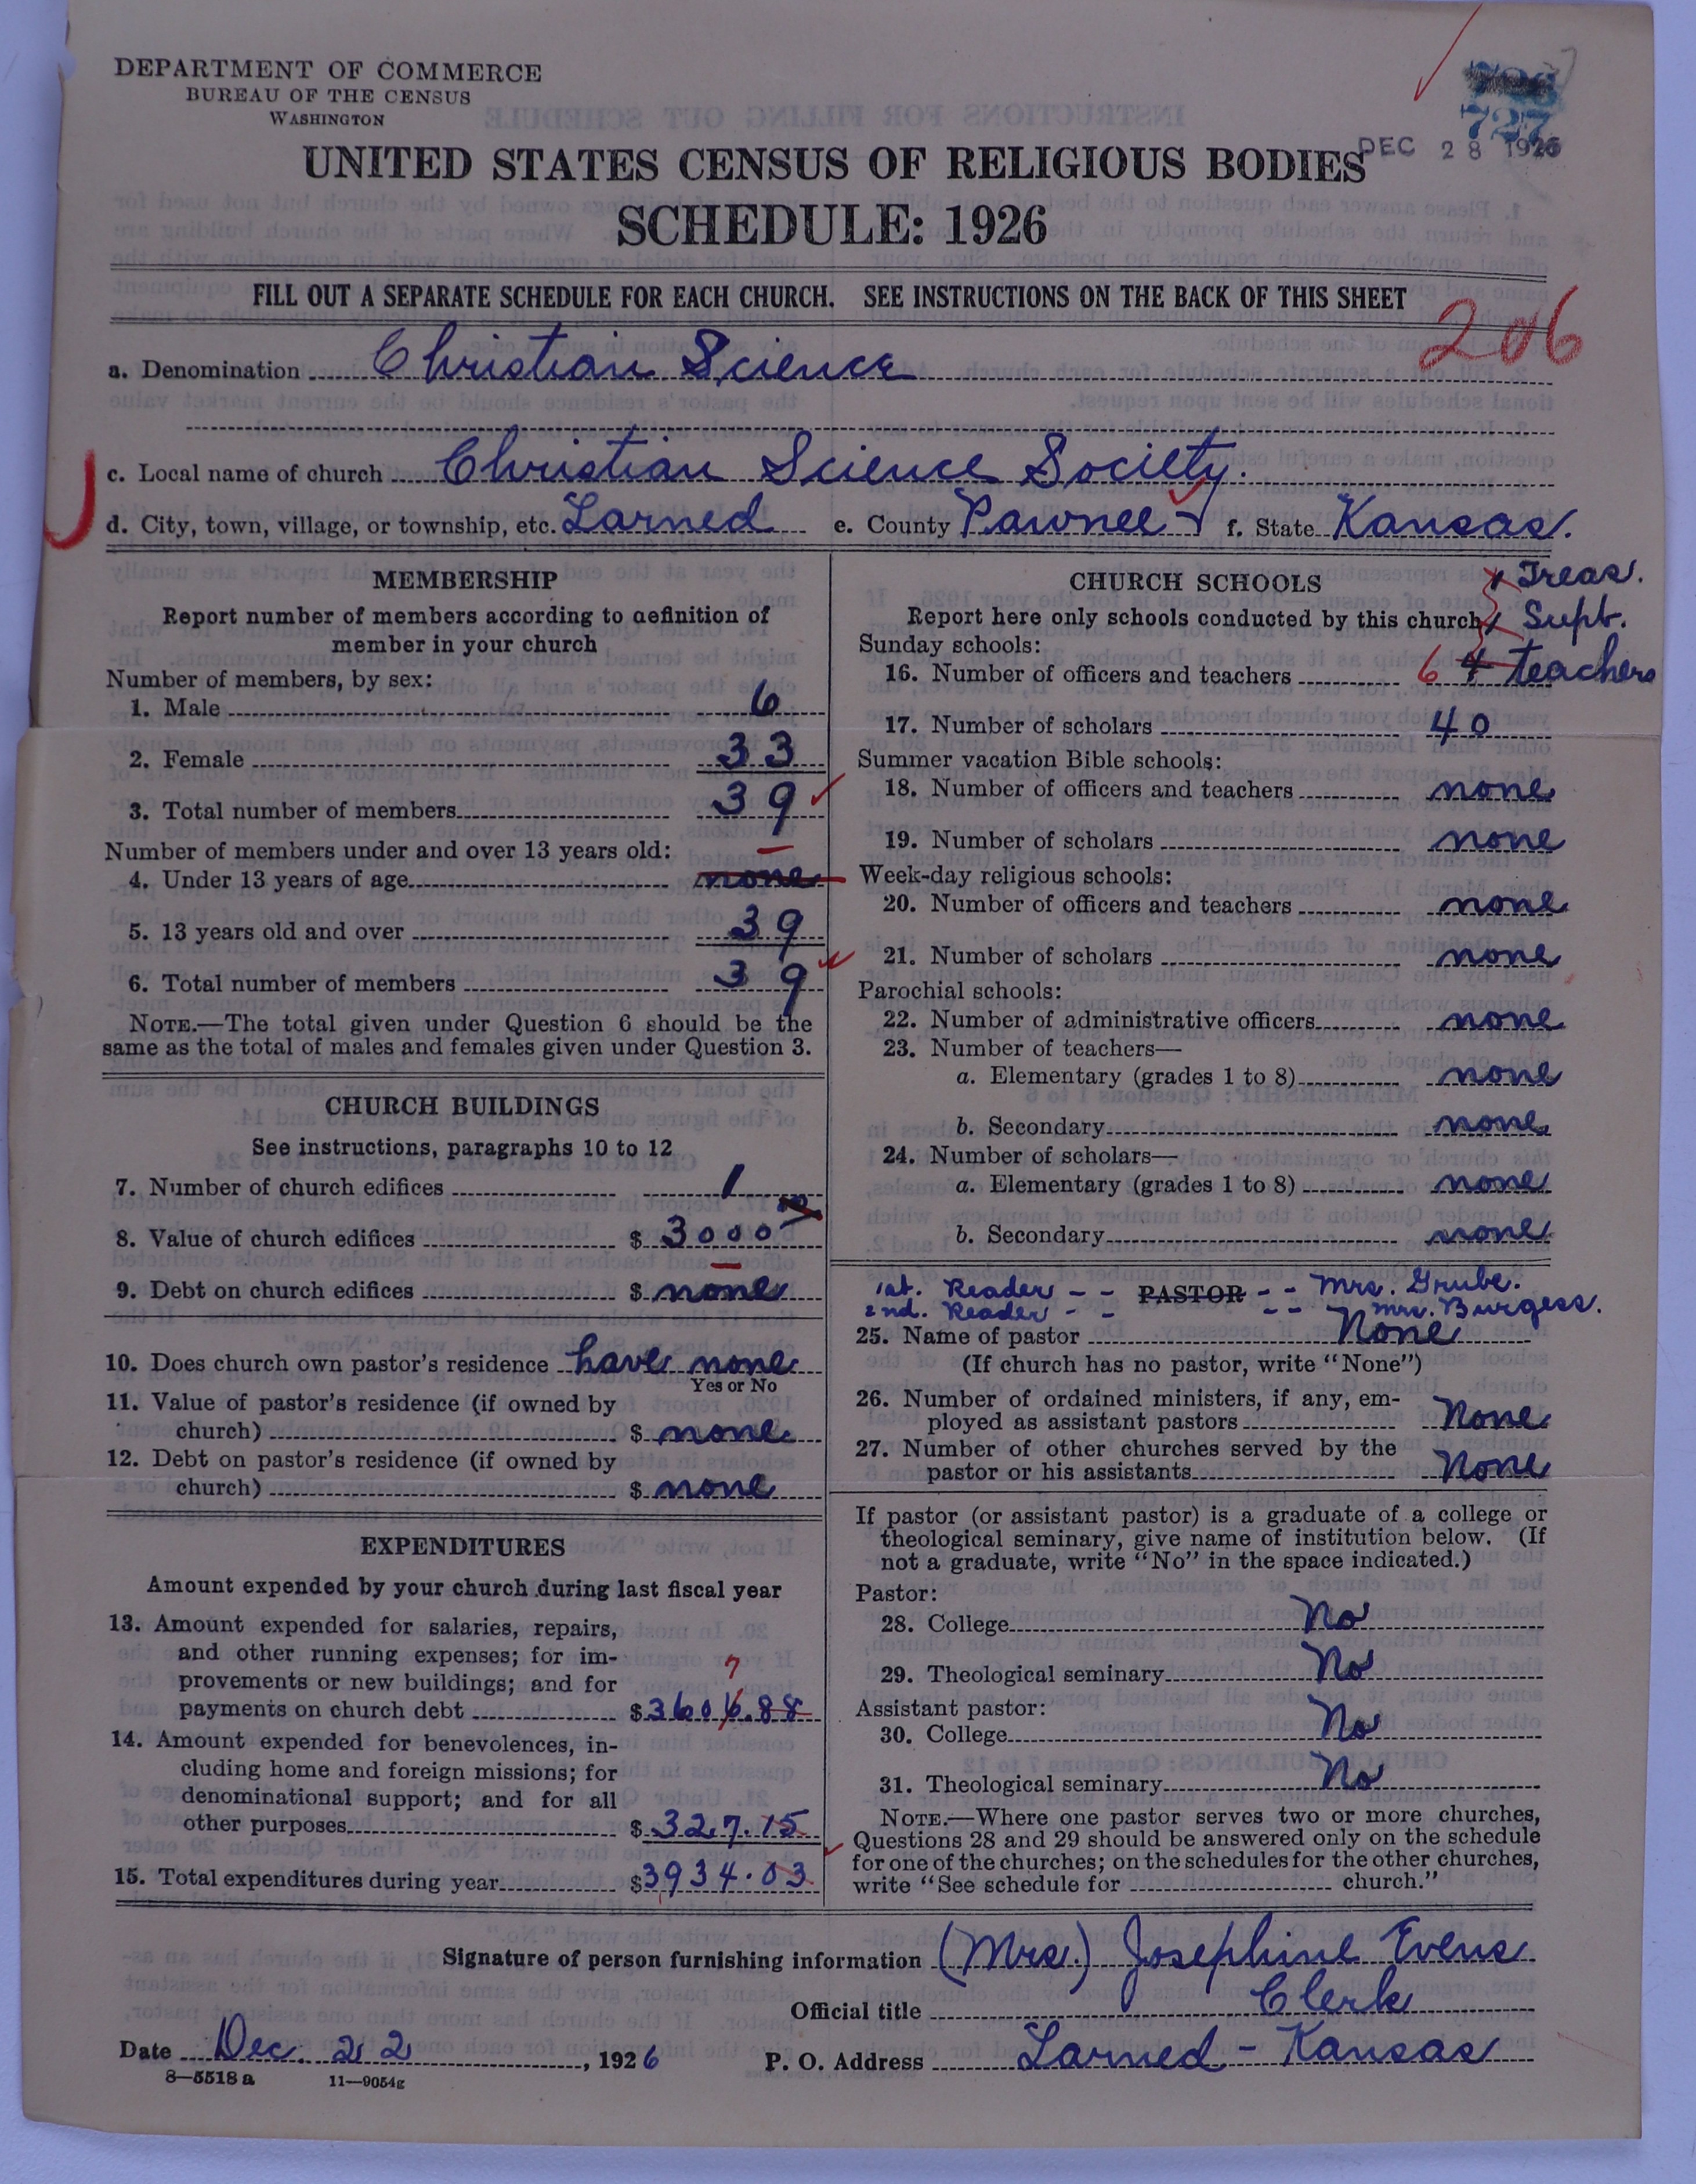 DEPARTMENT OF COMMERCE
BUREAU OF THE CENSUS
WASHINGTON
727
DEC 28 1926
UNITED STATES CENSUS OF RELIGIOUS BODIES
SCHEDULE: 1926
FILL OUT A SEPARATE SCHEDULE FOR EACH CHURCH. SEE INSTRUCTIONS ON THE BACK OF THIS SHEET
206
a. Denomination Christian Science
c. Local name of church Christian Science Society.
d. City, town, village, or township, etc. Larned e. County Pawnee f. State Kansas.
MEMBERSHIP
Report number of members according to definition of
member in your church
Number of members, by sex:
1. Male 6
2. Female 33
3. Total number of members 39
Number of members under and over 13 years old:
4. Under 13 years of age none
5. 13 years old and over 39
6. Total number of members 39
NOTE.—The total given under Question 6 should be the
same as the total of males and females given under Question 3.
CHURCH BUILDINGS
See instructions, paragraphs 10 to 12
7. Number of church edifices 1
8. Value of church edifices $ 3000
9. Debt on church edifices $ none
10. Does church own pastor's residence have none
Yes or No
11. Value of pastor's residence (if owned by
church) $ none
12. Debt on pastor's residence (if owned by
church) $ none
EXPENDITURES
Amount expended by your church during last fiscal year
13. Amount expended for salaries, repairs,
and other running expenses; for im-
provements or new buildings; and for
7
payments on church debt $3606.88
14. Amount expended for benevolences, in-
cluding home and foreign missions; for
denominational support; and for all
other purposes $ 327.15
15. Total expenditures during year $3934.03
CHURCH SCHOOLS 1 Treas.
Report here only schools conducted by this church 1 Supt.
Sunday schools:
16. Number of officers and teachers 6 4 teachers
17. Number of scholars 40
Summer vacation Bible schools:
18. Number of officers and teachers none
19. Number of scholars none
Week-day religious schools:
20. Number of officers and teachers none
21. Number of scholars none
Parochial schools:
22. Number of administrative officers none
23. Number of teachers—
a. Elementary (grades 1 to 8) none
b. Secondary none
24. Number of scholars—
a. Elementary (grades 1 to 8) none
b. Secondary none
1st. Reader - - PASTOR - - Mrs. Grube.
2nd. Reader - - - - Mrs. Burgess.
25. Name of pastor None
(If church has no pastor, write "None")
26. Number of ordained ministers, if any, em-
ployed as assistant pastors None
27. Number of other churches served by the
pastor or his assistants None
If pastor (or assistant pastor) is a graduate of a college or
theological seminary, give name of institution below. (If
not a graduate, write "No" in the space indicated.)
Pastor:
28. College No
29. Theological seminary No
Assistant pastor:
30. College No
31. Theological seminary No
NOTE.—Where one pastor serves two or more churches,
Questions 28 and 29 should be answered only on the schedule
for one of the churches; on the schedules for the other churches,
write "See schedule for church."
Signature of person furnishing information (Mrs.) Josephine Evens
Official title Clerk
Date Dec. 22, 1926 P. O. Address Larned - Kansas
8—5518 a 11—9054g